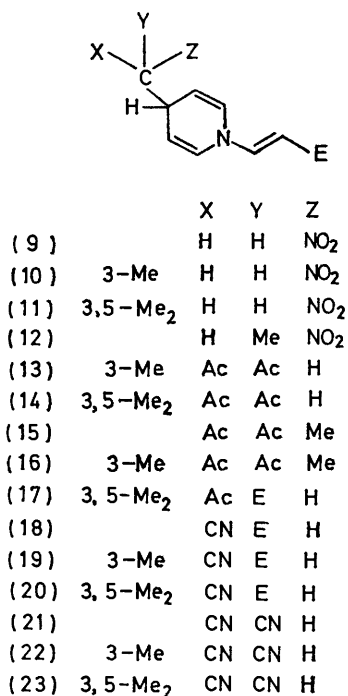 Y
X Z
C
H
N
E
X Y Z
(9) H H NO2
(10) 3-Me H H NO2
(11) 3,5-Me2 H H NO2
(12) H Me NO2
(13) 3-Me Ac Ac H
(14) 3,5-Me2 Ac Ac H
(15) Ac Ac Me
(16) 3-Me Ac Ac Me
(17) 3,5-Me2 Ac E H
(18) CN E H
(19) 3-Me CN E H
(20) 3,5-Me2 CN E H
(21) CN CN H
(22) 3-Me CN CN H
(23) 3,5-Me2 CN CN H